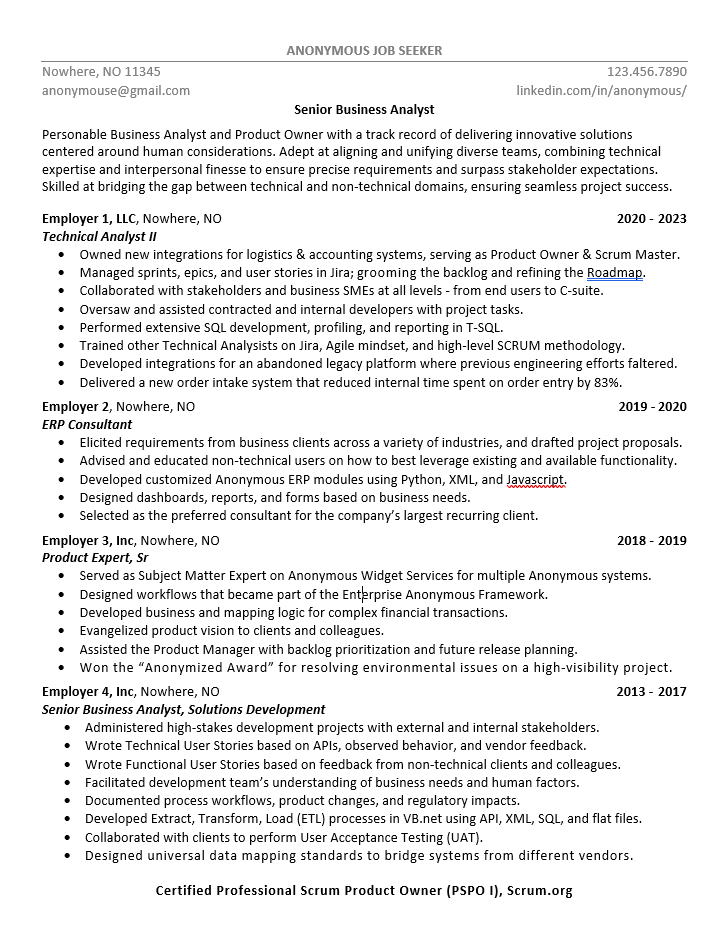 ANONYMOUS JOB SEEKER
Nowhere, NO 11345 123.456.7890
anonymouse@gmail.com linkedin.com/in/anonymous/
Senior Business Analyst
Personable Business Analyst and Product Owner with a track record of delivering innovative solutions
centered around human considerations. Adept at aligning and unifying diverse teams, combining technical
expertise and interpersonal finesse to ensure precise requirements and surpass stakeholder expectations.
Skilled at bridging the gap between technical and non-technical domains, ensuring seamless project success.
Employer 1, LLC, Nowhere, NO 2020 - 2023
Technical Analyst II
• Owned new integrations for logistics & accounting systems, serving as Product Owner & Scrum Master.
• Managed sprints, epics, and user stories in Jira; grooming the backlog and refining the Roadmap.
• Collaborated with stakeholders and business SMEs at all levels - from end users to C-suite.
• Oversaw and assisted contracted and internal developers with project tasks.
• Performed extensive SQL development, profiling, and reporting in T-SQL.
• Trained other Technical Analysts on Jira, Agile mindset, and high-level SCRUM methodology.
• Developed integrations for an abandoned legacy platform where previous engineering efforts faltered.
• Delivered a new order intake system that reduced internal time spent on order entry by 83%.
Employer 2, Nowhere, NO 2019 - 2020
ERP Consultant
• Elicited requirements from business clients across a variety of industries, and drafted project proposals.
• Advised and educated non-technical users on how to best leverage existing and available functionality.
• Developed customized Anonymous ERP modules using Python, XML, and Javascript.
• Designed dashboards, reports, and forms based on business needs.
• Selected as the preferred consultant for the company's largest recurring client.
Employer 3, Inc, Nowhere, NO 2018 - 2019
Product Expert, Sr
• Served as Subject Matter Expert on Anonymous Widget Services for multiple Anonymous systems.
• Designed workflows that became part of the Enterprise Anonymous Framework.
• Developed business and mapping logic for complex financial transactions.
• Evangelized product vision to clients and colleagues.
• Assisted the Product Manager with backlog prioritization and future release planning.
• Won the “Anonymized Award” for resolving environmental issues on a high-visibility project.
Employer 4, Inc, Nowhere, NO 2013 - 2017
Senior Business Analyst, Solutions Development
• Administered high-stakes development projects with external and internal stakeholders.
• Wrote Technical User Stories based on APIs, observed behavior, and vendor feedback.
• Wrote Functional User Stories based on feedback from non-technical clients and colleagues.
• Facilitated development team’s understanding of business needs and human factors.
• Documented process workflows, product changes, and regulatory impacts.
• Developed Extract, Transform, Load (ETL) processes in VB.net using API, XML, SQL, and flat files.
• Collaborated with clients to perform User Acceptance Testing (UAT).
• Designed universal data mapping standards to bridge systems from different vendors.
Certified Professional Scrum Product Owner (PSPO I), Scrum.org